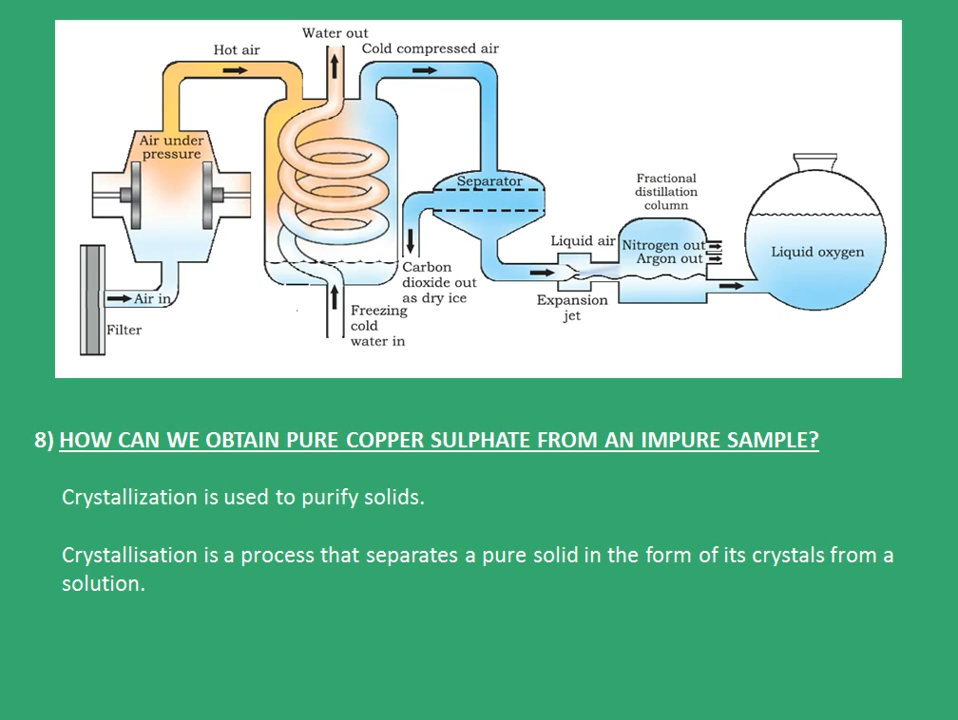 Water out
Hot air
Cold compressed air
Air under
pressure
Separator
Fractional
distillation
column
Liquid air
Nitrogen out
Argon out
Liquid oxygen
Carbon
dioxide out
as dry ice
Air in
Expansion
jet
Freezing
cold
water in
Filter
8) HOW CAN WE OBTAIN PURE COPPER SULPHATE FROM AN IMPURE SAMPLE?
Crystallization is used to purify solids.
Crystallisation is a process that separates a pure solid in the form of its crystals from a
solution.